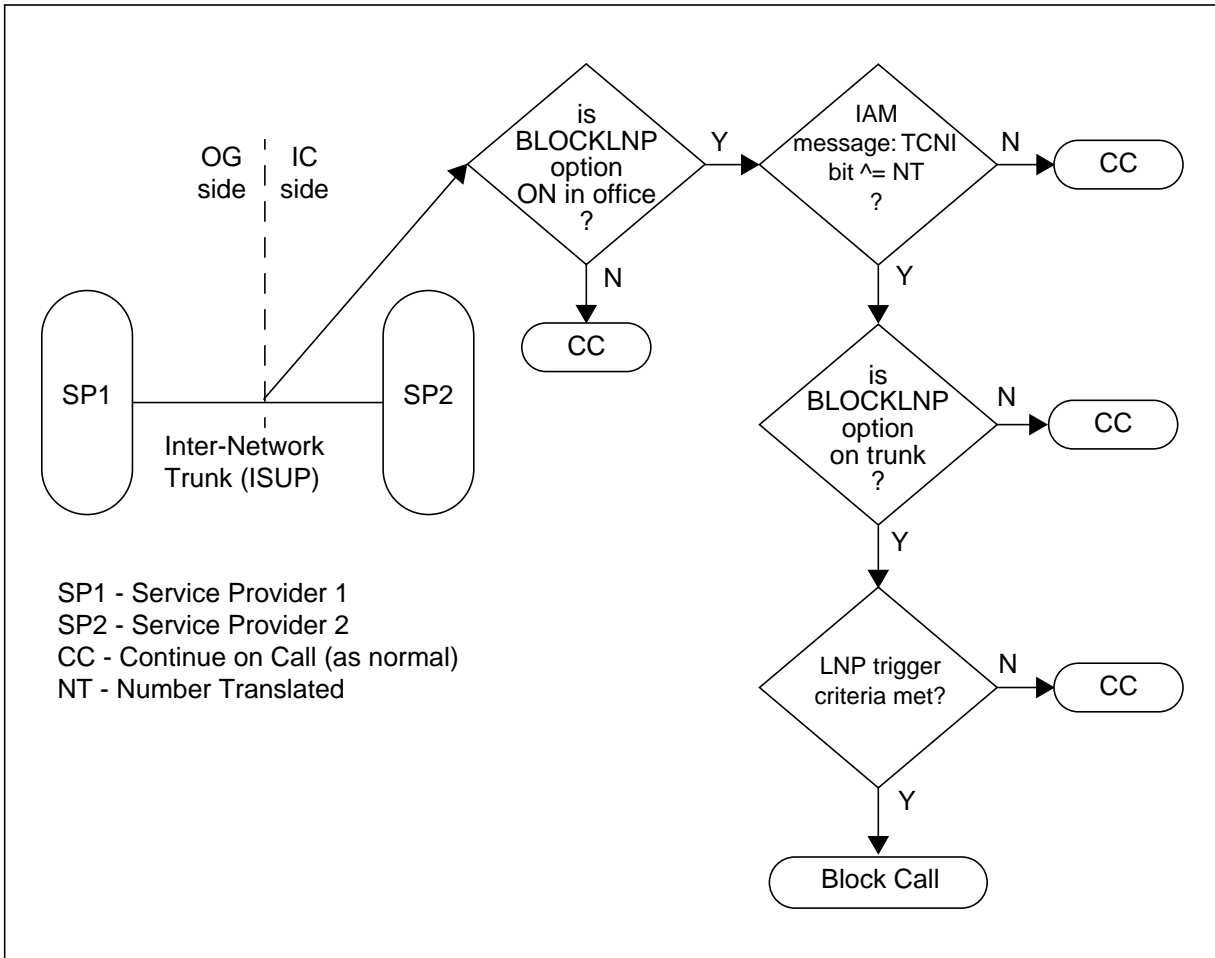 OG
side
IC
side
SP1
SP2
Inter-Network
Trunk (ISUP)
is
BLOCKLNP
option
ON in office
?
Y
N
CC
IAM
message: TCNI
bit ^= NT
?
N
CC
Y
is
BLOCKLNP
option
on trunk
?
N
CC
Y
LNP trigger
criteria met?
N
CC
Y
Block Call
SP1 - Service Provider 1
SP2 - Service Provider 2
CC - Continue on Call (as normal)
NT - Number Translated